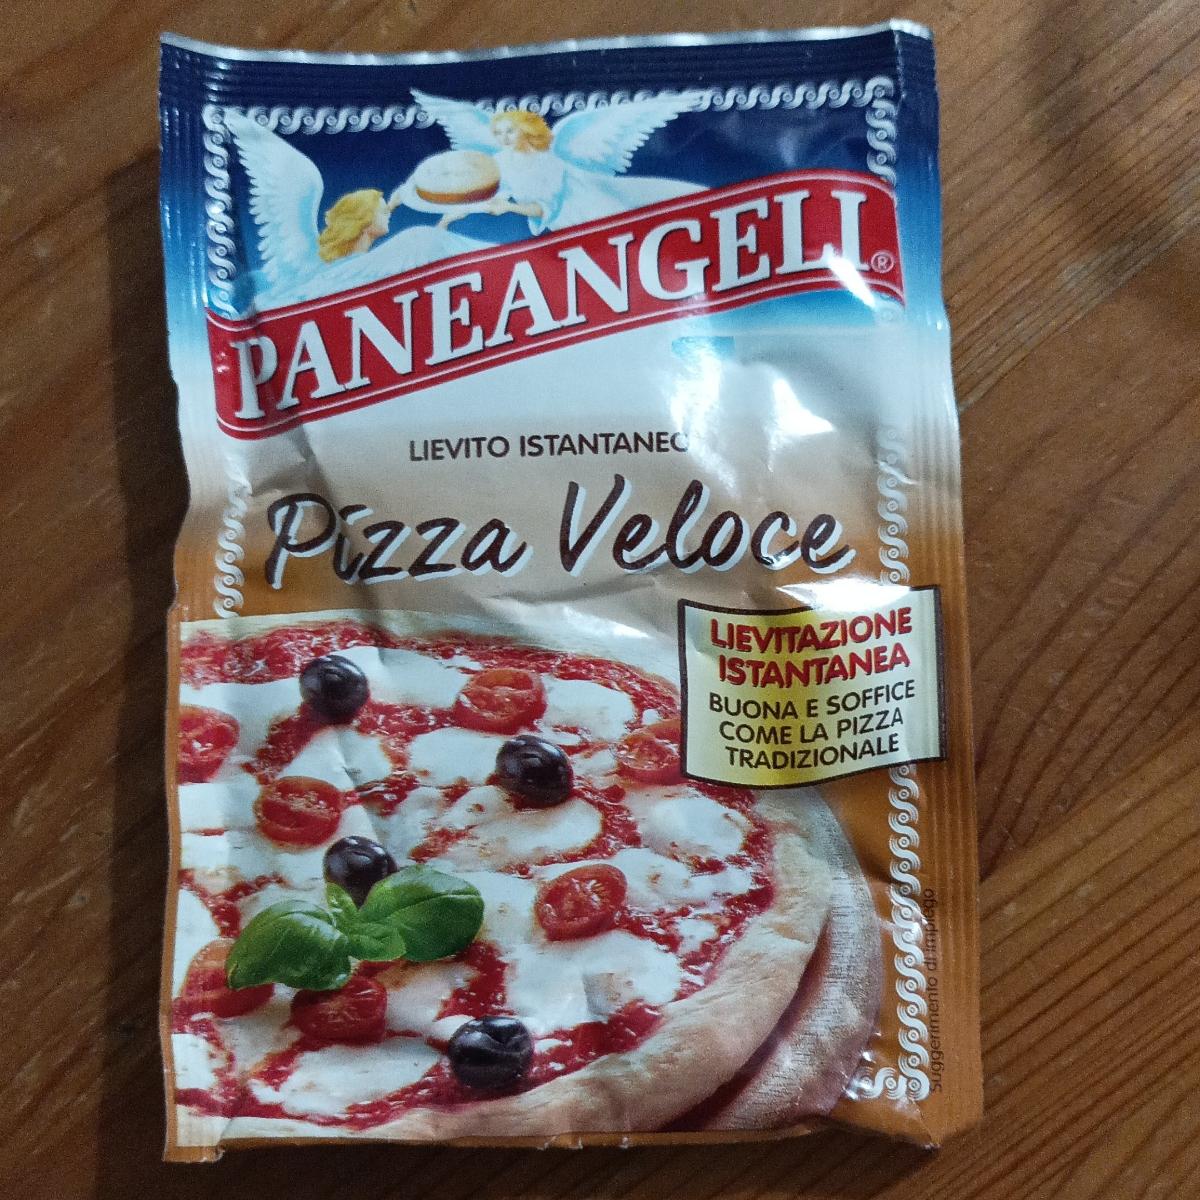 PANEANGELI®
LIEVITO ISTANTANEO
Pizza Veloce
LIEVITAZIONE
ISTANTANEA
BUONA E SOFFICE
COME LA PIZZA
TRADIZIONALE
Suggerimento di impiego